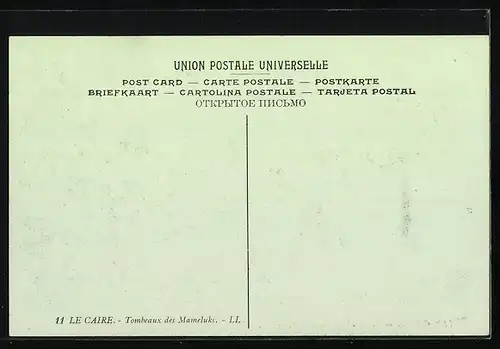 UNION POSTALE UNIVERSELLE
POST CARD — CARTE POSTALE — POSTKARTE
BRIEFKAART — CARTOLINA POSTALE — TARJETA POSTAL
ОТКРЫТОЕ ПИСЬМО
11 LE CAIRE. - Tombeaux des Mameluks. - LL